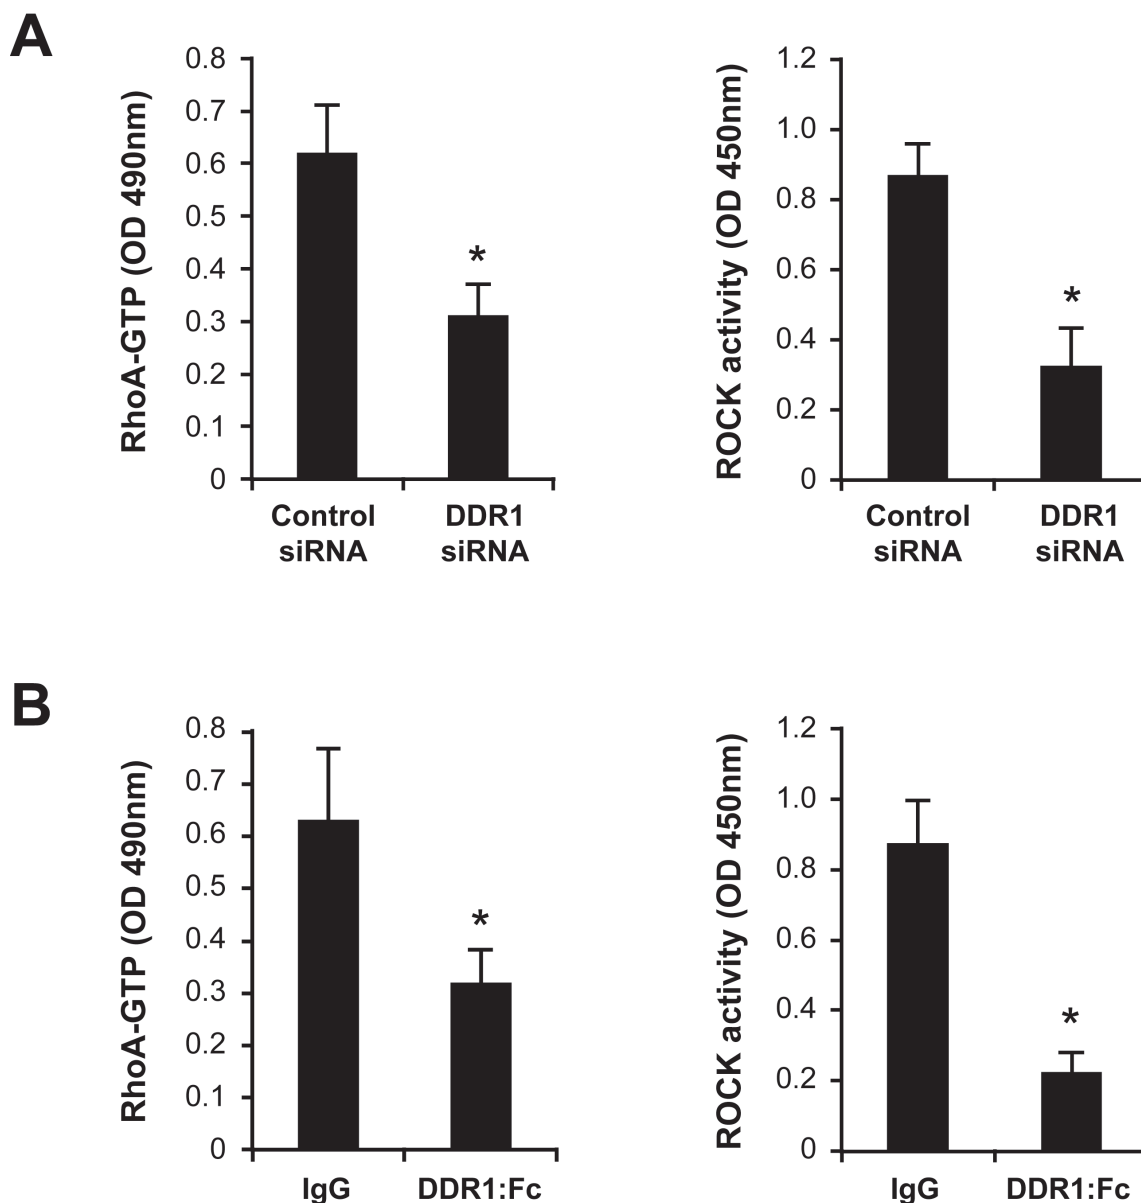 A
RhoA-GTP (OD 490nm)
0.8
0.7
0.6
0.5
0.4
0.3
0.2
0.1
0
*
Control
siRNA
DDR1
siRNA
ROCK activity (OD 450nm)
1.2
1.0
0.8
0.6
0.4
0.2
0
*
Control
siRNA
DDR1
siRNA
B
RhoA-GTP (OD 490nm)
0.8
0.7
0.6
0.5
0.4
0.3
0.2
0.1
0
*
IgG
DDR1:Fc
ROCK activity (OD 450nm)
1.2
1.0
0.8
0.6
0.4
0.2
0
*
IgG
DDR1:Fc